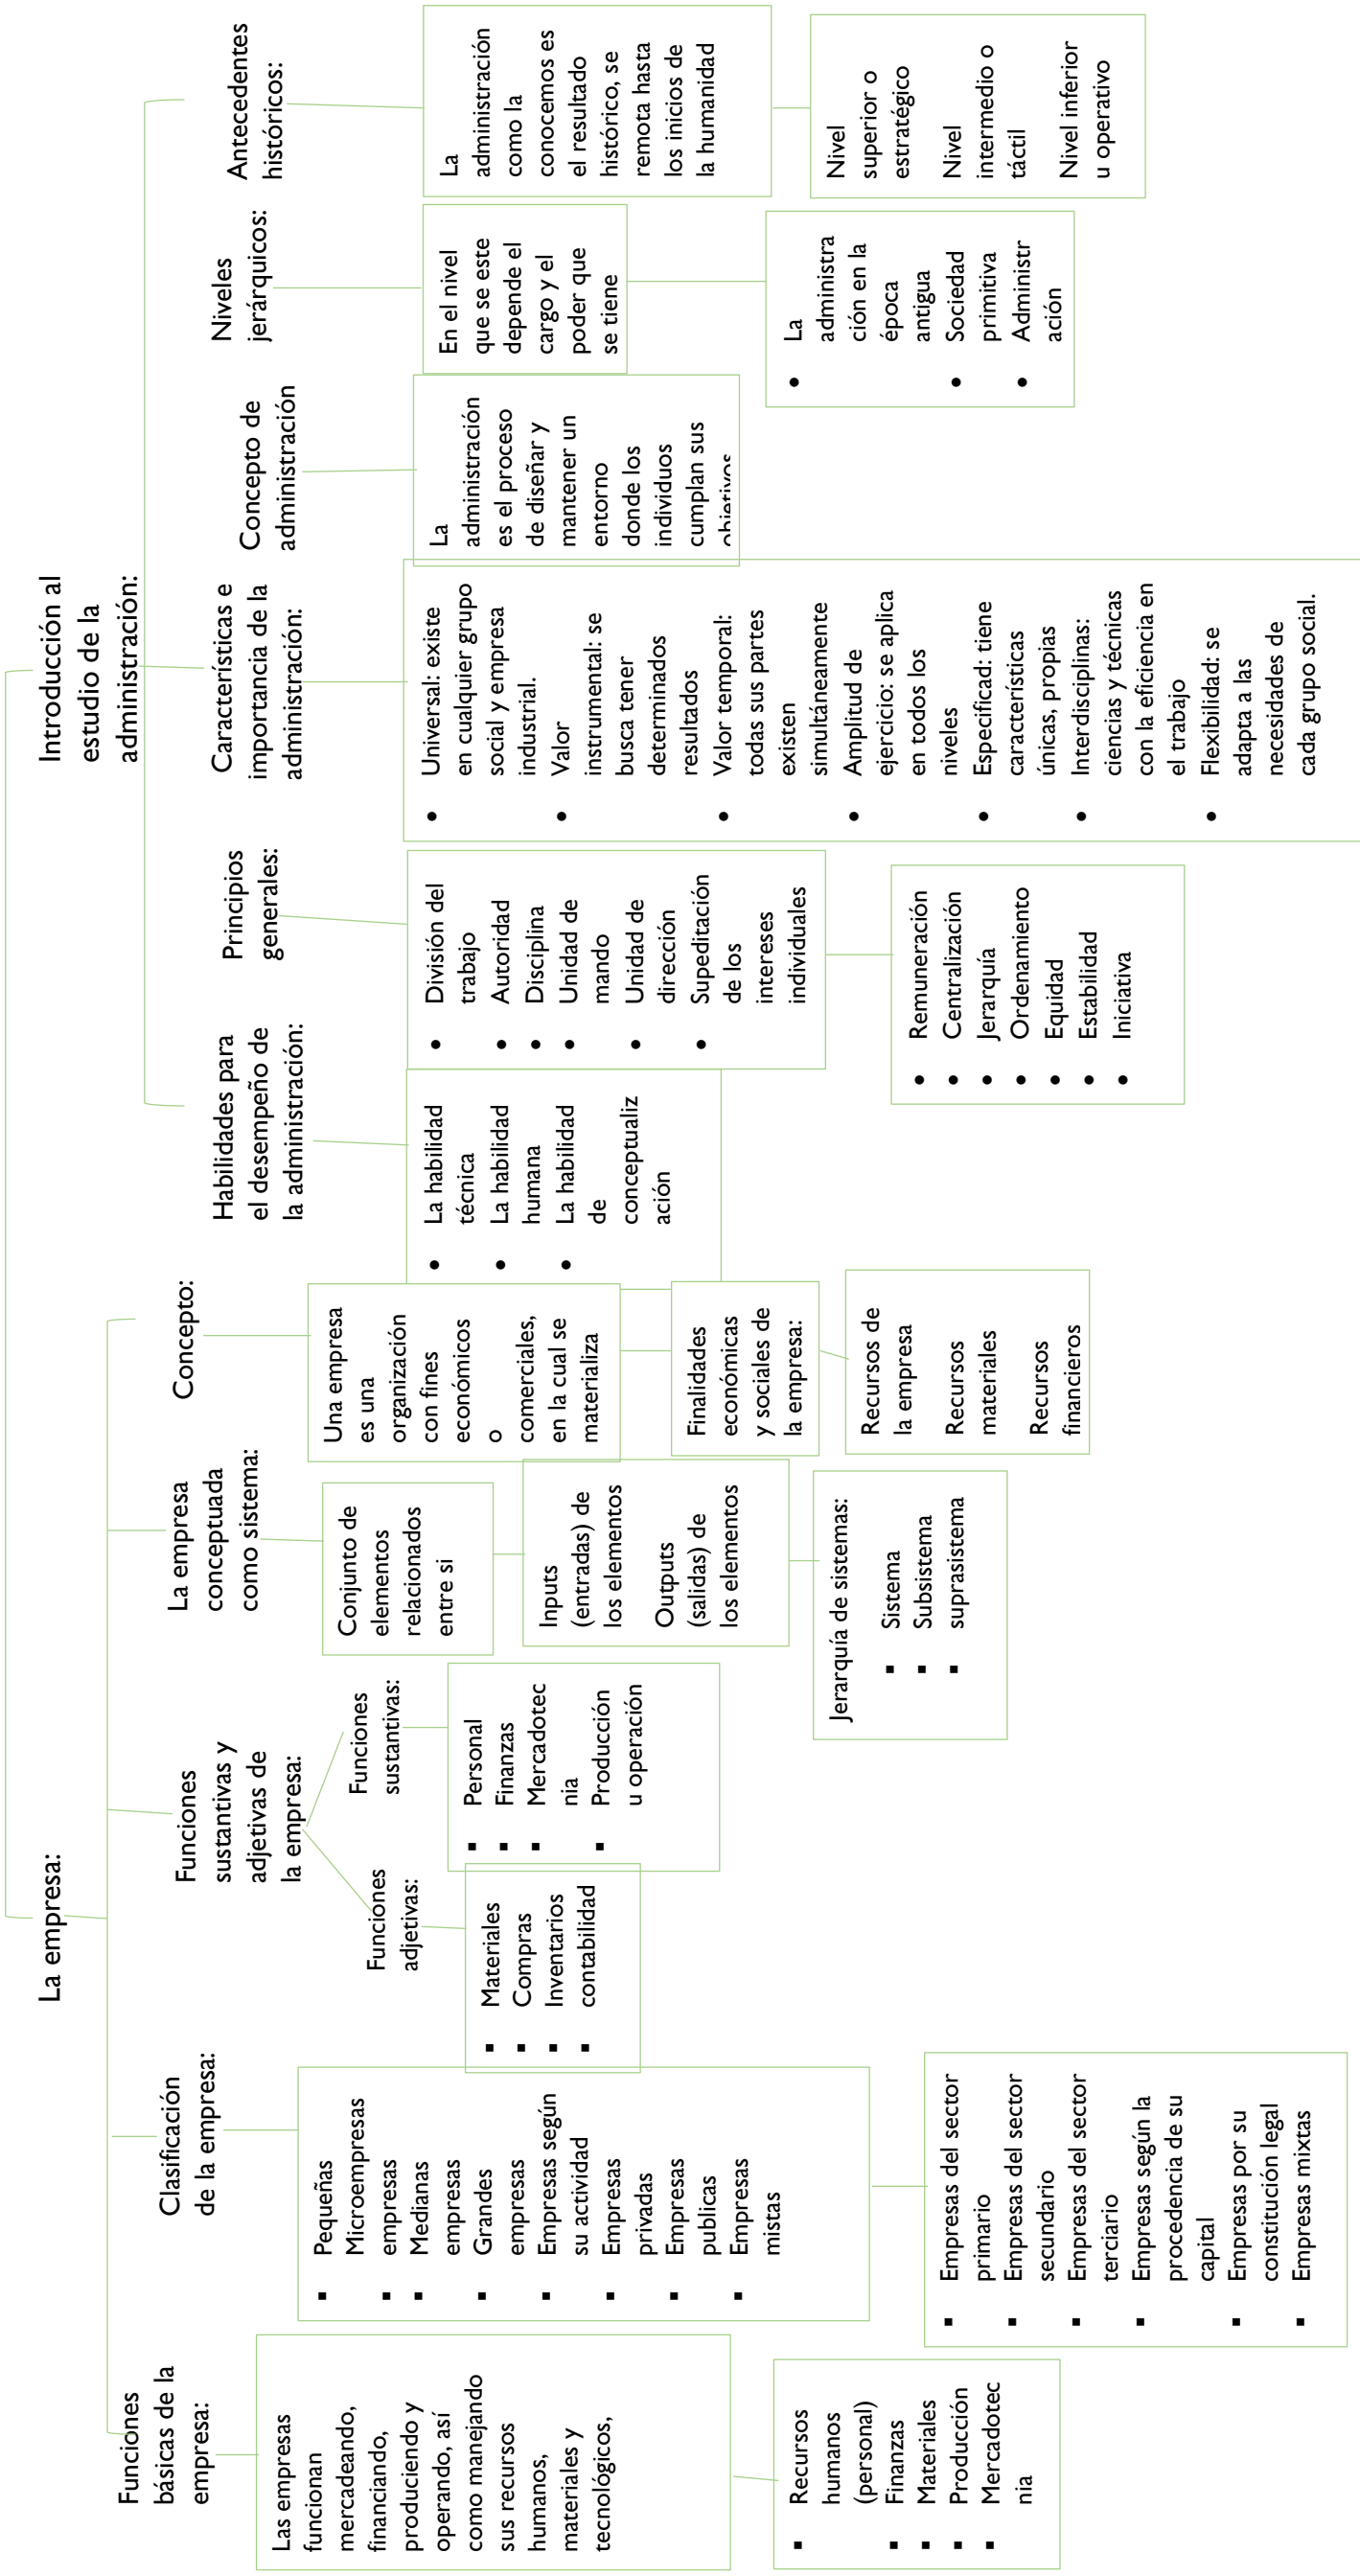 La empresa:
Funciones
básicas de la
empresa:
Las empresas
funcionan
mercadeando,
financiando,
produciendo y
operando, así
como manejando
sus recursos
humanos,
materiales y
tecnológicos,
▪ Recursos
humanos
(personal)
▪ Finanzas
▪ Materiales
▪ Producción
▪ Mercadotec
nia
Clasificación
de la empresa:
▪ Pequeñas
Microempresas
▪ empresas
▪ Medianas
empresas
▪ Grandes
empresas
▪ Empresas según
su actividad
▪ Empresas
privadas
▪ Empresas
publicas
▪ Empresas
mistas
▪ Empresas del sector
primario
▪ Empresas del sector
secundario
▪ Empresas del sector
terciario
▪ Empresas según la
procedencia de su
capital
▪ Empresas por su
constitución legal
▪ Empresas mixtas
Funciones
sustantivas y
adjetivas de
la empresa:
Funciones
adjetivas:
▪ Materiales
▪ Compras
▪ Inventarios
▪ contabilidad
Funciones
sustantivas:
▪ Personal
▪ Finanzas
▪ Mercadotec
nia
▪ Producción
u operación
La empresa
conceptuada
como sistema:
Conjunto de
elementos
relacionados
entre si
Inputs
(entradas) de
los elementos
Outputs
(salidas) de
los elementos
Jerarquía de sistemas:
▪ Sistema
▪ Subsistema
▪ suprasistema
Concepto:
Una empresa
es una
organización
con fines
económicos
o
comerciales,
en la cual se
materializa
Finalidades
económicas
y sociales de
la empresa:
Recursos de
la empresa
Recursos
materiales
Recursos
financieros
Introducción al
estudio de la
administración:
Habilidades para
el desempeño de
la administración:
• La habilidad
técnica
• La habilidad
humana
• La habilidad
de
conceptualiz
ación
Principios
generales:
• División del
trabajo
• Autoridad
• Disciplina
• Unidad de
mando
• Unidad de
dirección
• Supeditación
de los
intereses
individuales
• Remuneración
• Centralización
• Jerarquía
• Ordenamiento
• Equidad
• Estabilidad
• Iniciativa
Características e
importancia de la
administración:
• Universal: existe
en cualquier grupo
social y empresa
industrial.
• Valor
instrumental: se
busca tener
determinados
resultados
• Valor temporal:
todas sus partes
existen
simultáneamente
• Amplitud de
ejercicio: se aplica
en todos los
niveles
• Especificad: tiene
características
únicas, propias
• Interdisciplinas:
ciencias y técnicas
con la eficiencia en
el trabajo
• Flexibilidad: se
adapta a las
necesidades de
cada grupo social.
Concepto de
administración
La
administración
es el proceso
de diseñar y
mantener un
entorno
donde los
individuos
cumplan sus
objetivos
Niveles
jerárquicos:
En el nivel
que se este
depende el
cargo y el
poder que
se tiene
• La
administra
ción en la
época
antigua
• Sociedad
primitiva
• Administr
ación
Antecedentes
históricos:
La
administración
como la
conocemos es
el resultado
histórico, se
remota hasta
los inicios de
la humanidad
Nivel
superior o
estratégico
Nivel
intermedio o
táctil
Nivel inferior
u operativo